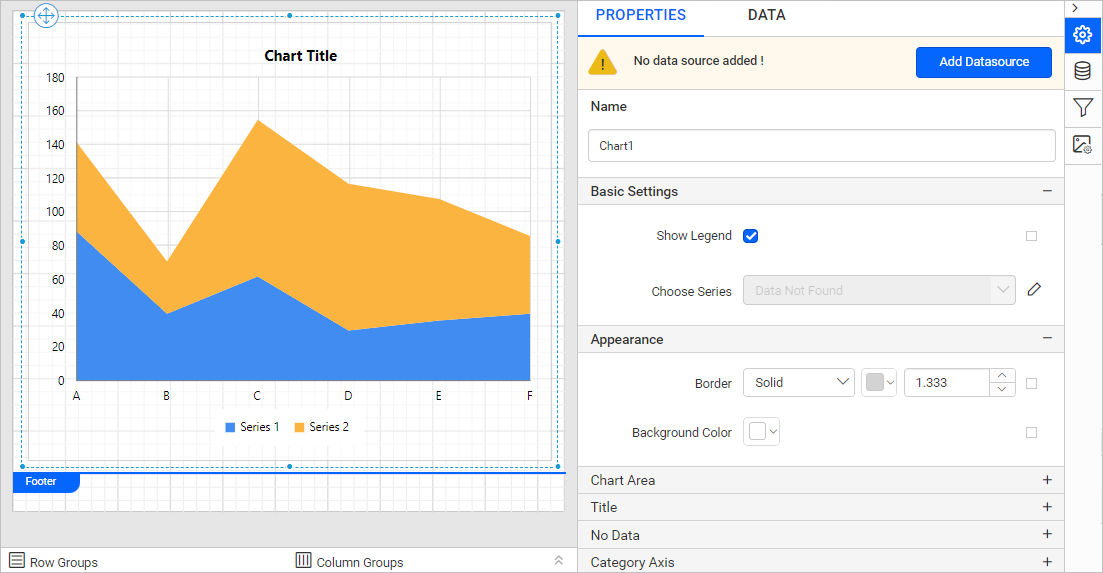 Chart Title
180
160
140
120
100
80
60
40
20
0
A B C D E F
Series 1 Series 2
Footer
Row Groups Column Groups
PROPERTIES DATA
! No data source added ! Add Datasource
Name
Chart1
Basic Settings
Show Legend
Choose Series Data Not Found
Appearance
Border Solid 1.333
Background Color
Chart Area
Title
No Data
Category Axis